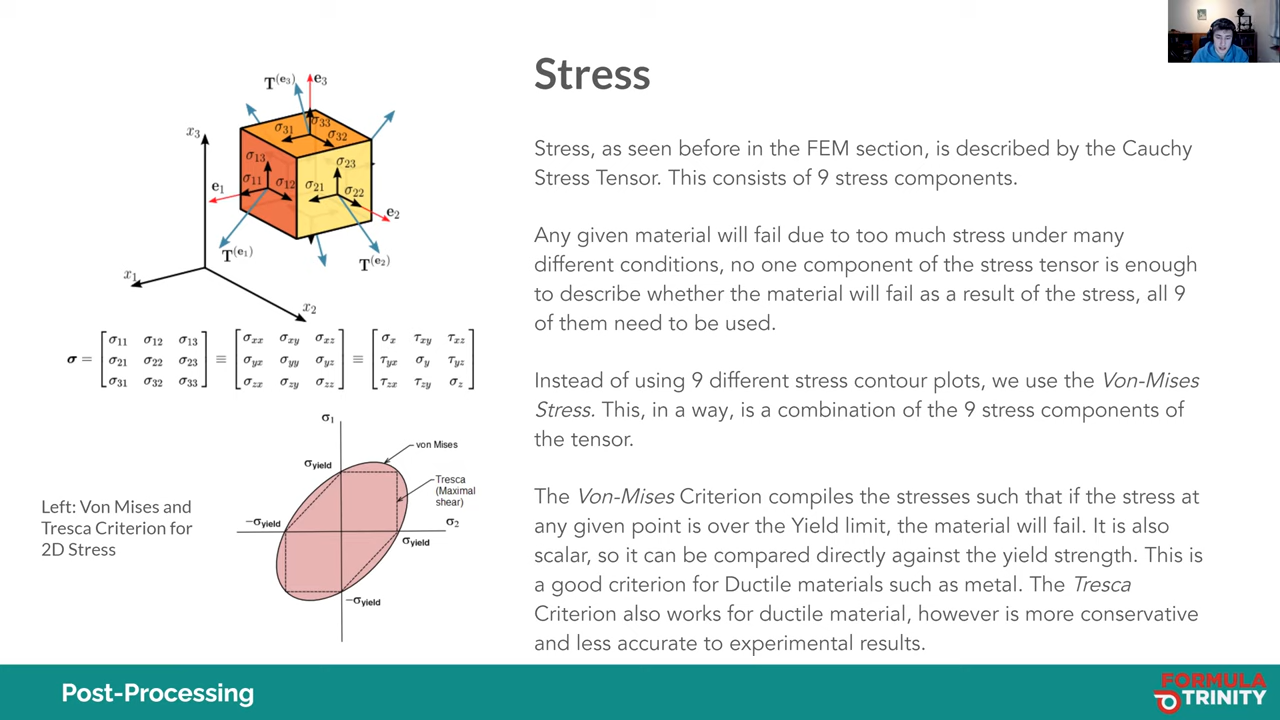 Stress
Stress, as seen before in the FEM section, is described by the Cauchy
Stress Tensor. This consists of 9 stress components.
Any given material will fail due to too much stress under many
different conditions, no one component of the stress tensor is enough
to describe whether the material will fail as a result of the stress, all 9
of them need to be used.
Instead of using 9 different stress contour plots, we use the Von-Mises
Stress. This, in a way, is a combination of the 9 stress components of
the tensor.
The Von-Mises Criterion compiles the stresses such that if the stress at
any given point is over the Yield limit, the material will fail. It is also
scalar, so it can be compared directly against the yield strength. This is
a good criterion for Ductile materials such as metal. The Tresca
Criterion also works for ductile material, however is more conservative
and less accurate to experimental results.
T(e3) e3
x3
σ31 σ33 σ32
σ13 σ11 σ12
σ23 σ21 σ22
e1
e2
T(e1)
T(e2)
x1
x2
σ = [σ11 σ12 σ13] ≡ [σxx σxy σxz] ≡ [σx τxy τxz]
[σ21 σ22 σ23] [σyx σyy σyz] [τyx σy τyz]
[σ31 σ32 σ33] [σzx σzy σzz] [τzx τzy σz]
σ1
von Mises
σyield
Tresca
(Maximal
shear)
-σyield
σ2
σyield
-σyield
Left: Von Mises and
Tresca Criterion for
2D Stress
Post-Processing
FORMULA
TRINITY